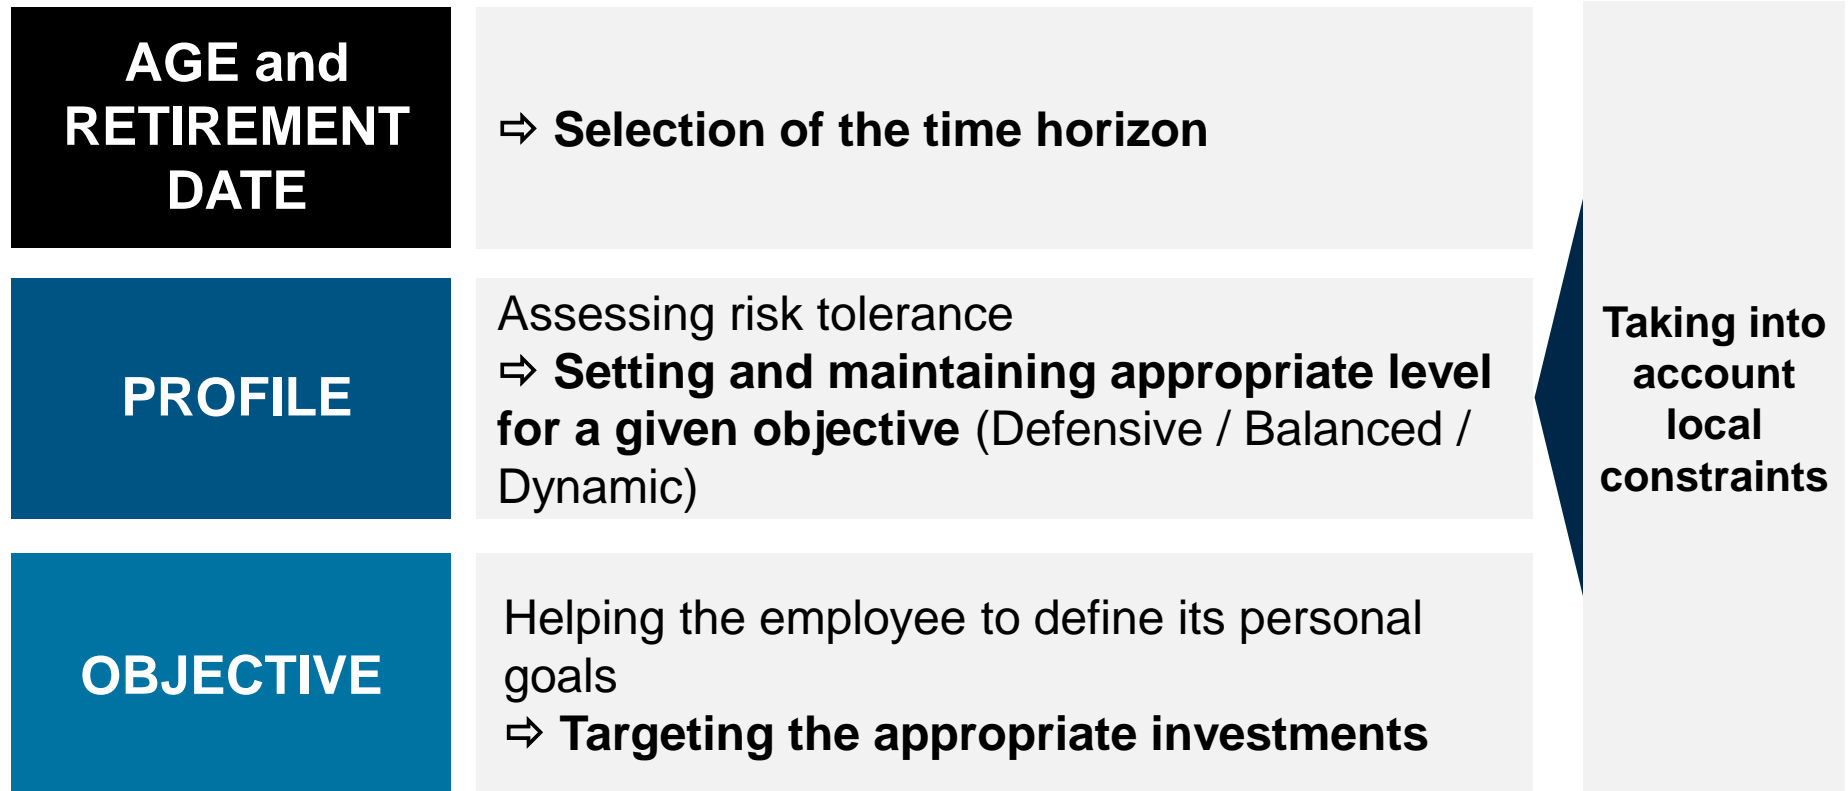 AGE and
RETIREMENT
DATE
⇨ Selection of the time horizon
PROFILE
Assessing risk tolerance
⇨ Setting and maintaining appropriate level
for a given objective (Defensive / Balanced /
Dynamic)
OBJECTIVE
Helping the employee to define its personal
goals
⇨ Targeting the appropriate investments
Taking into
account
local
constraints